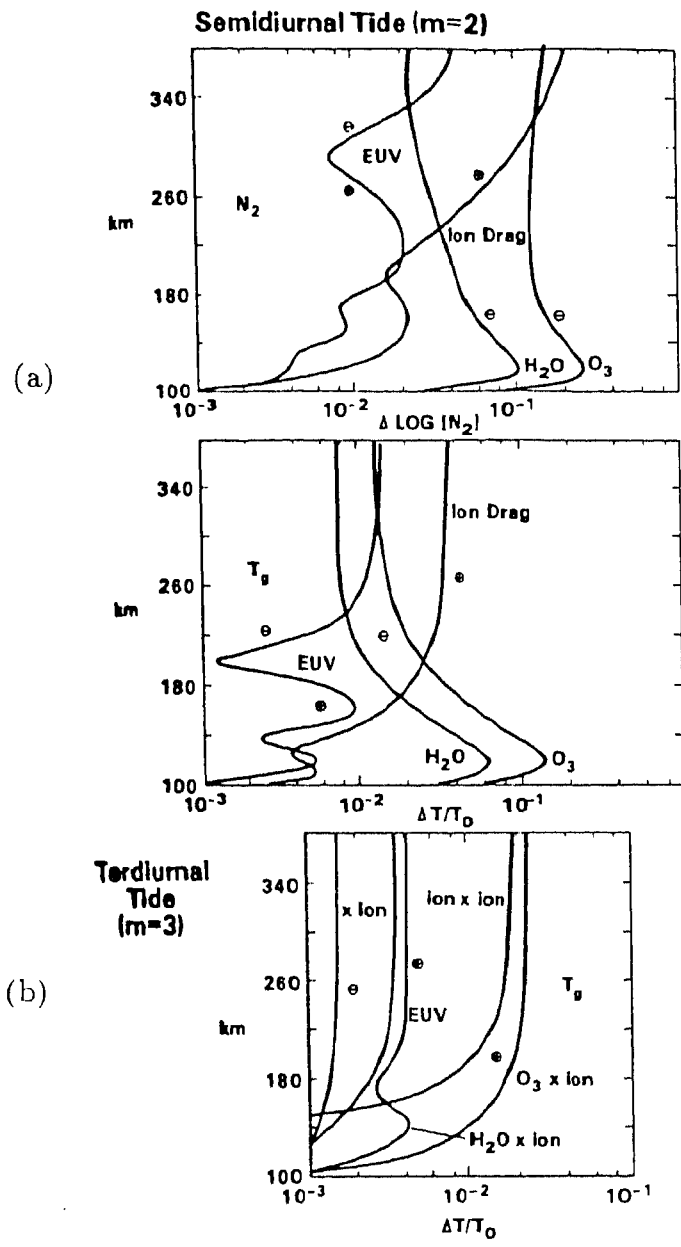 Semidiurnal Tide (m=2)
340
EUV
N₂
260
km
Ion Drag
180
(a)
H₂O
O₃
100
10⁻³
10⁻²
10⁻¹
Δ LOG [N₂]
340
Ion Drag
T_g
260
km
EUV
180
H₂O
O₃
100
10⁻³
10⁻²
10⁻¹
ΔT/T₀
Terdiurnal
Tide
(m=3)
340
x Ion
Ion x ion
260
T_g
(b)
EUV
km
180
O₃ x ion
H₂O x ion
100
10⁻³
10⁻²
10⁻¹
ΔT/T₀